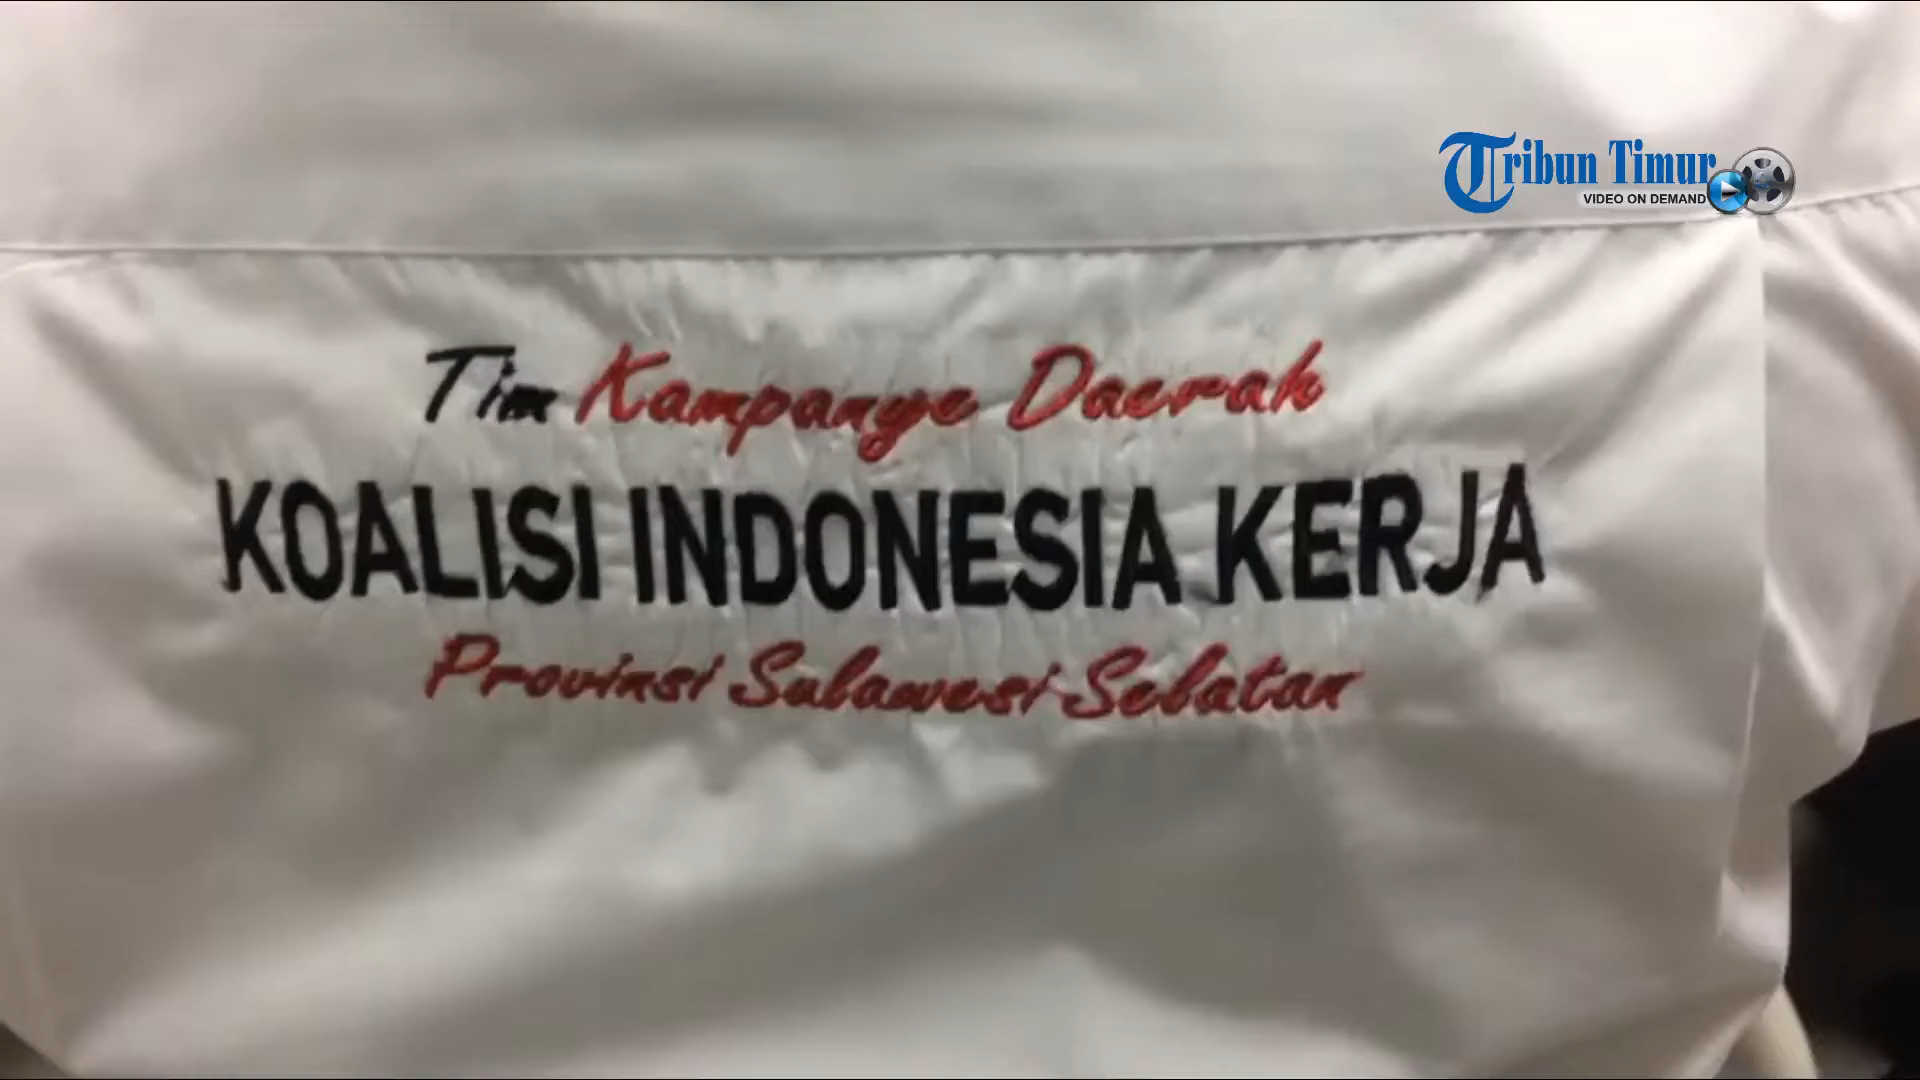 Tribun Timur
VIDEO ON DEMAND
Tim Kampanye Daerah
KOALISI INDONESIA KERJA
Provinsi Sulawesi Selatan